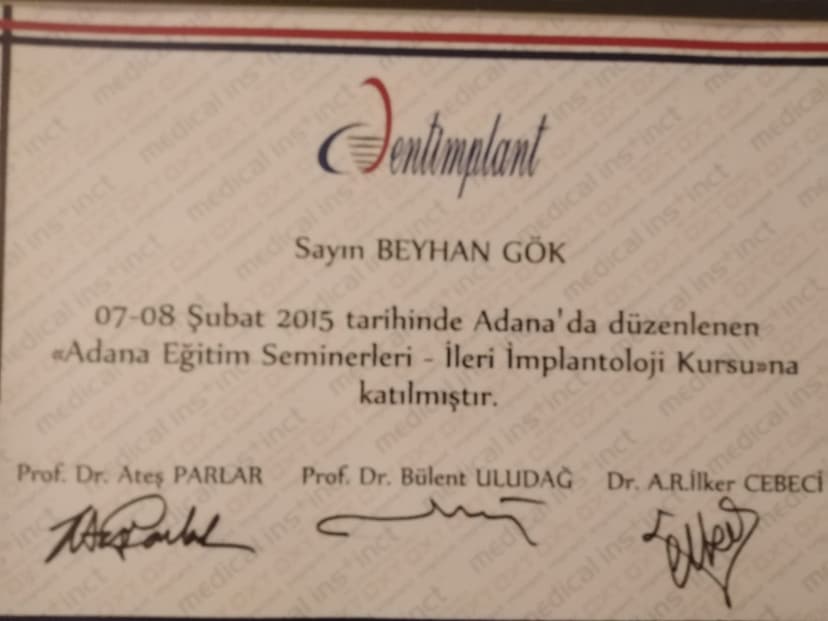 Dentimplant
Sayın BEYHAN GÖK
07-08 Şubat 2015 tarihinde Adana'da düzenlenen
«Adana Eğitim Seminerleri - İleri İmplantoloji Kursu»na
katılmıştır.
Prof. Dr. Ateş PARLAR Prof. Dr. Bülent ULUDAĞ Dr. A.R.İlker CEBECİ